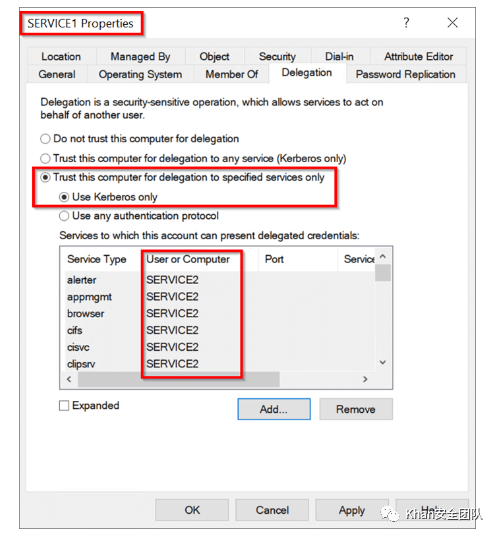 SERVICE1 Properties
?
Location Managed By Object Security Dial-in Attribute Editor
General Operating System Member Of Delegation Password Replication
Delegation is a security-sensitive operation, which allows services to act on
behalf of another user.
Do not trust this computer for delegation
Trust this computer for delegation to any service (Kerberos only)
Trust this computer for delegation to specified services only
Use Kerberos only
Use any authentication protocol
Services to which this account can present delegated credentials:
Service Type User or Computer Port Service
alerter SERVICE2
appmgmt SERVICE2
browser SERVICE2
cifs SERVICE2
cisvc SERVICE2
clipsrv SERVICE2
Expanded
Add... Remove
OK Cancel Apply Help
Khan安全团队